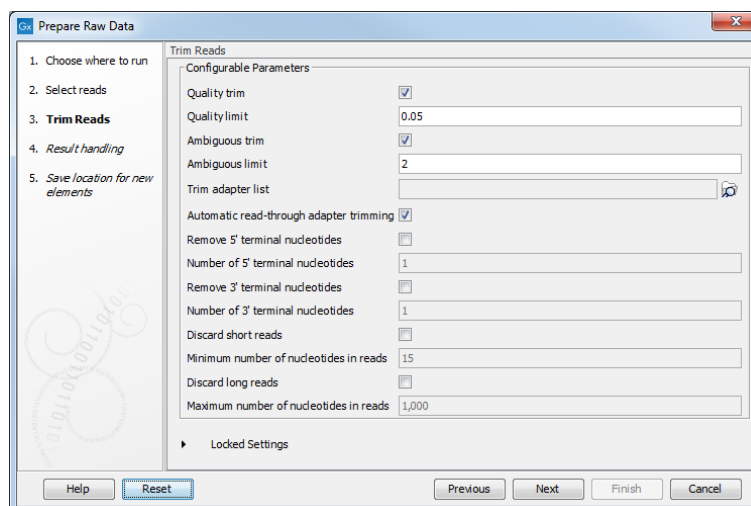 Gx Prepare Raw Data
1. Choose where to run
2. Select reads
3. Trim Reads
4. Result handling
5. Save location for new
elements
Trim Reads
Configurable Parameters
Quality trim
Quality limit 0.05
Ambiguous trim
Ambiguous limit 2
Trim adapter list
Automatic read-through adapter trimming
Remove 5' terminal nucleotides
Number of 5' terminal nucleotides 1
Remove 3' terminal nucleotides
Number of 3' terminal nucleotides 1
Discard short reads
Minimum number of nucleotides in reads 15
Discard long reads
Maximum number of nucleotides in reads 1,000
Locked Settings
Help Reset Previous Next Finish Cancel